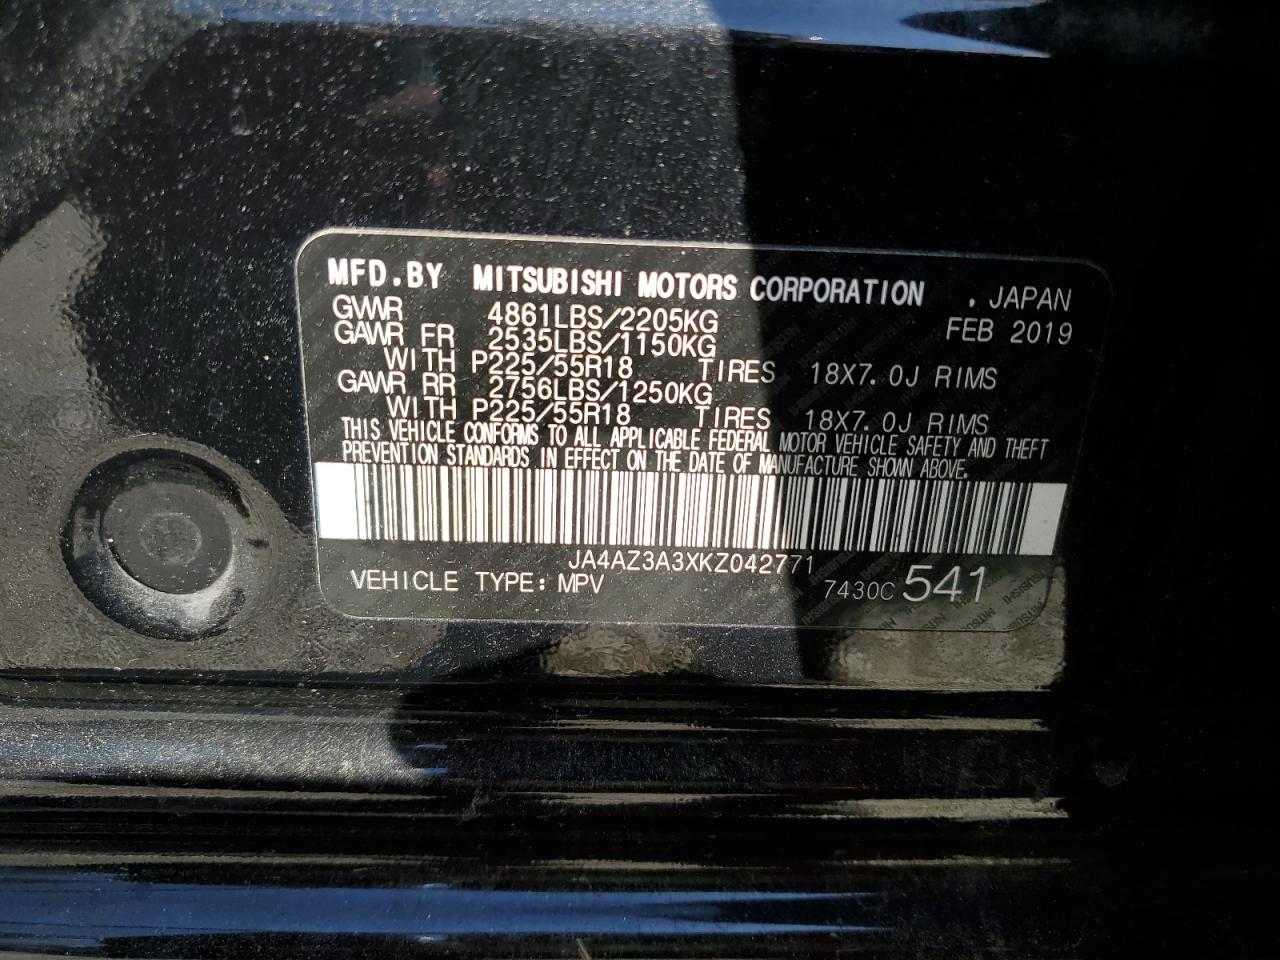 MFD.BY MITSUBISHI MOTORS CORPORATION . JAPAN
GVWR 4861LBS/2205KG FEB 2019
GAWR FR 2535LBS/1150KG
WITH P225/55R18 TIRES 18X7.0J RIMS
GAWR RR 2756LBS/1250KG
WITH P225/55R18 TIRES 18X7.0J RIMS
THIS VEHICLE CONFORMS TO ALL APPLICABLE FEDERAL MOTOR VEHICLE SAFETY AND THEFT
PREVENTION STANDARDS IN EFFECT ON THE DATE OF MANUFACTURE SHOWN ABOVE.
JA4AZ3A3XKZ042771
VEHICLE TYPE: MPV 7430C 541